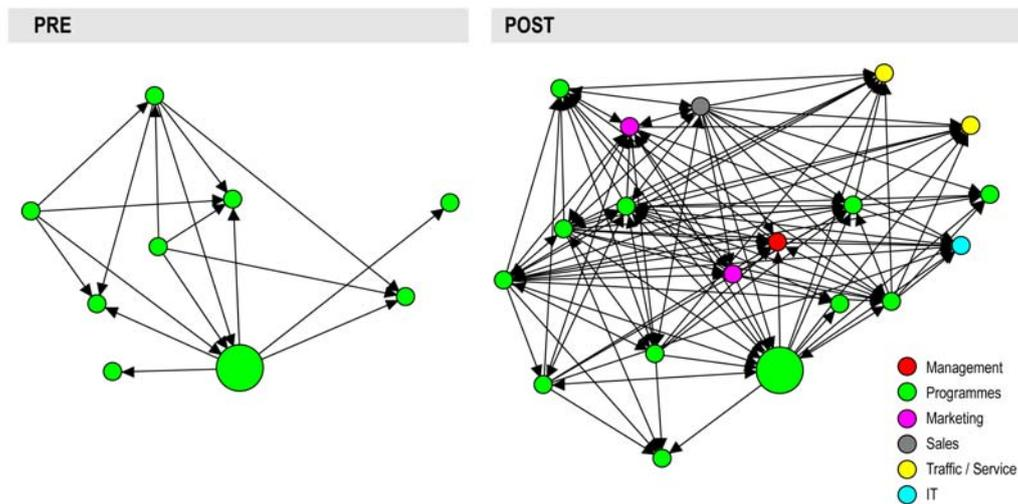 PRE
POST
Management
Programmes
Marketing
Sales
Traffic / Service
IT